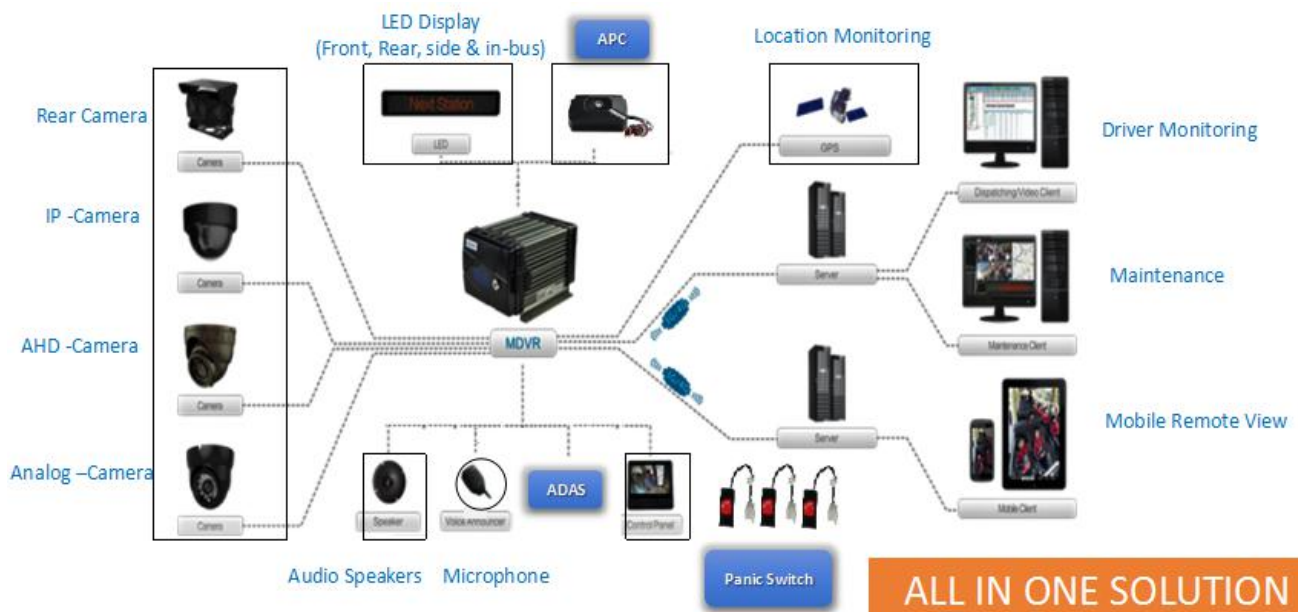 LED Display
(Front, Rear, side & in-bus)
APC
Location Monitoring
Rear Camera
Camera
Next Station
LED
GPS
Driver Monitoring
Dispatching/Video Client
IP -Camera
Camera
Server
Maintenance
Maintenance Client
MDVR
AHD -Camera
Camera
Server
Mobile Remote View
Mobile Client
Analog –Camera
Camera
Speaker
Voice Announcer
ADAS
Control Panel
Audio Speakers
Microphone
Panic Switch
ALL IN ONE SOLUTION